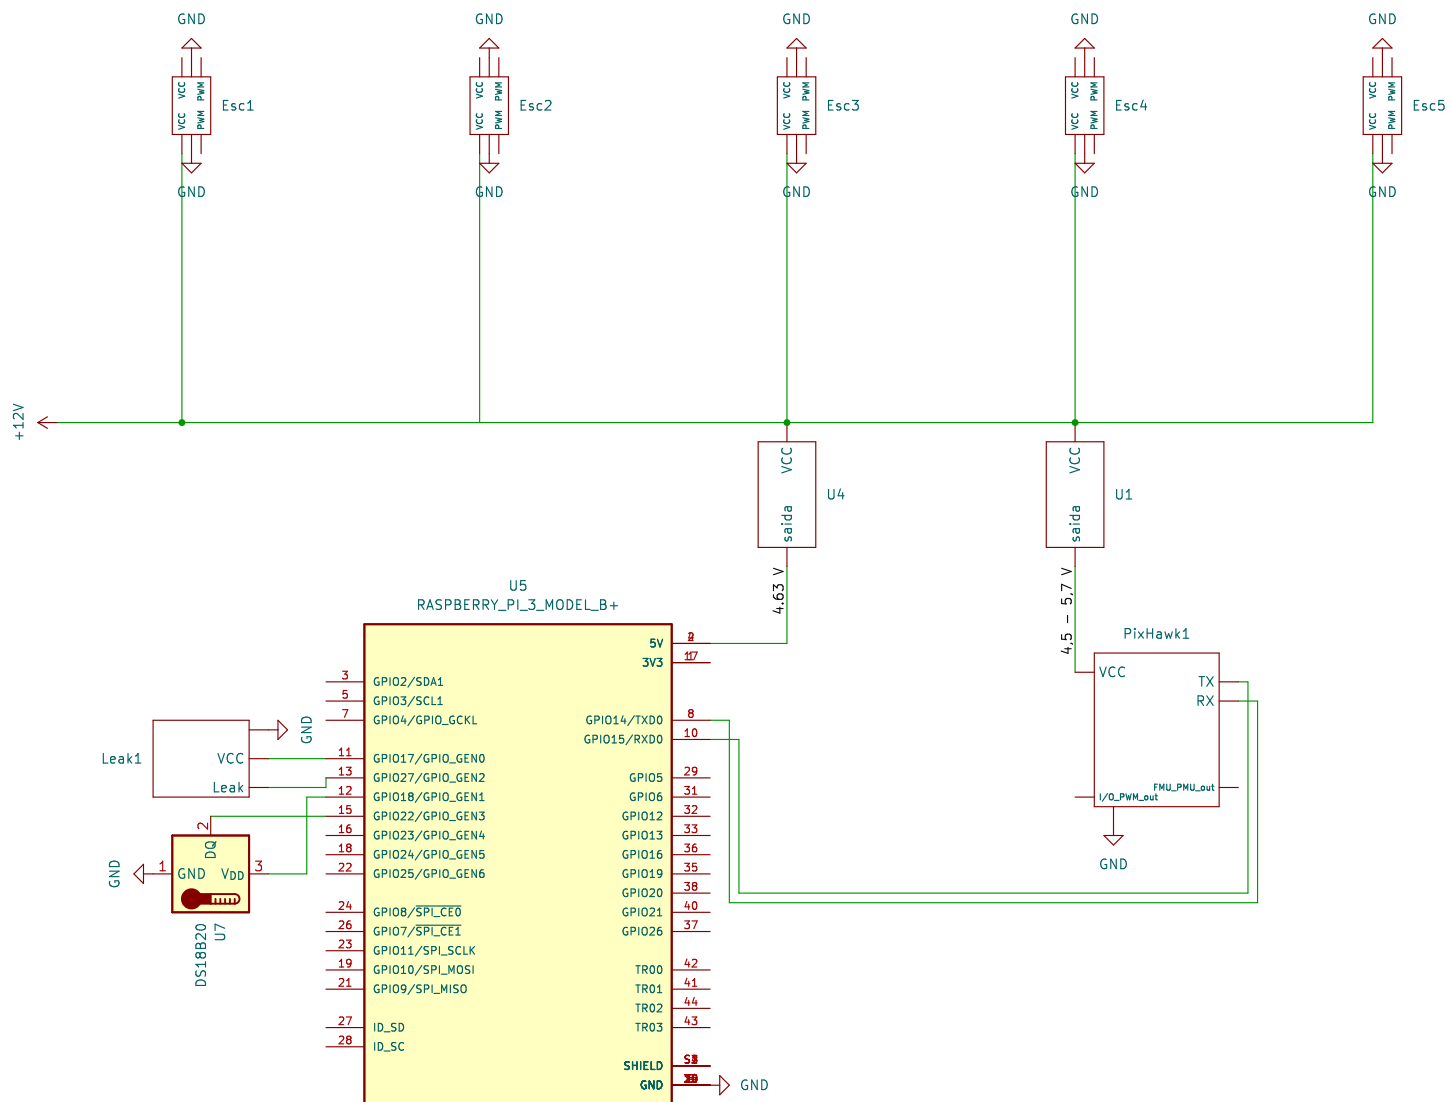 GND
GND
GND
GND
GND
VCC
PWM
VCC
PWM
Esc1
VCC
PWM
VCC
PWM
Esc2
VCC
PWM
VCC
PWM
Esc3
VCC
PWM
VCC
PWM
Esc4
VCC
PWM
VCC
PWM
Esc5
GND
GND
GND
GND
GND
+12V
VCC
saida
U4
VCC
saida
U1
4.63 V
4,5 - 5,7 V
U5
RASPBERRY_PI_3_MODEL_B+
5V
3V3
17
3 GPIO2/SDA1
5 GPIO3/SCL1
7 GPIO4/GPIO_GCKL
11 GPIO17/GPIO_GEN0
13 GPIO27/GPIO_GEN2
12 GPIO18/GPIO_GEN1
15 GPIO22/GPIO_GEN3
16 GPIO23/GPIO_GEN4
18 GPIO24/GPIO_GEN5
22 GPIO25/GPIO_GEN6
24 GPIO8/SPI_CE0
26 GPIO7/SPI_CE1
23 GPIO11/SPI_SCLK
19 GPIO10/SPI_MOSI
21 GPIO9/SPI_MISO
27 ID_SD
28 ID_SC
GPIO14/TXD0 8
GPIO15/RXD0 10
GPIO5 29
GPIO6 31
GPIO12 32
GPIO13 33
GPIO16 36
GPIO19 35
GPIO20 38
GPIO21 40
GPIO26 37
TR00 42
TR01 41
TR02 44
TR03 43
SHIELD
GND
GND
Leak1
VCC
Leak
GND
2
DQ
GND
1
GND
VDD
3
DS18B20
U7
PixHawk1
VCC
TX
RX
FMU_PMU_out
I/O_PWM_out
GND